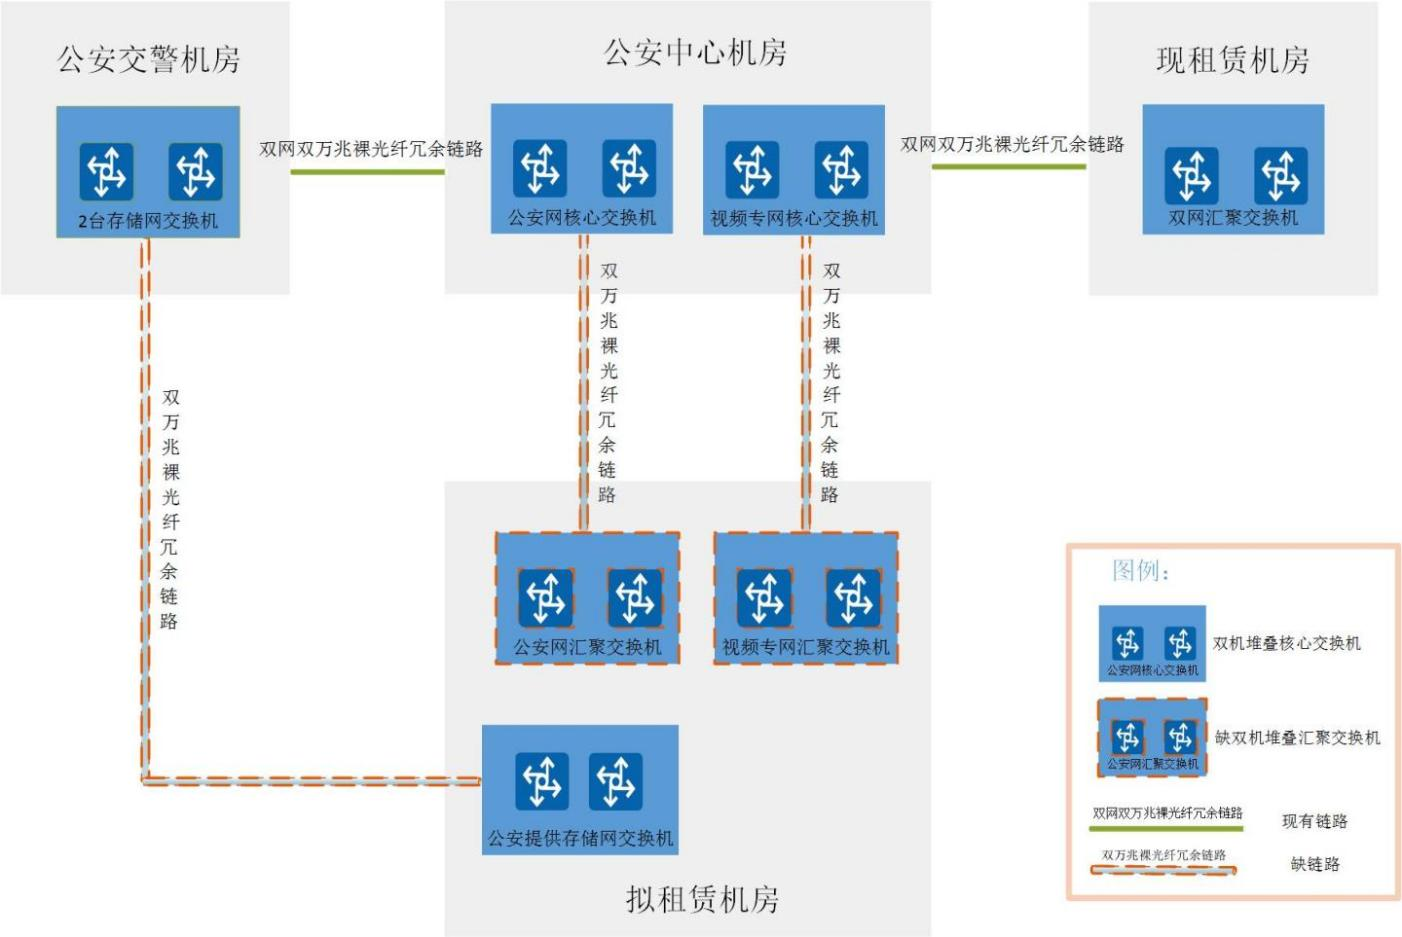 公安交警机房
公安中心机房
现租赁机房
双网双万兆裸光纤冗余链路
双网双万兆裸光纤冗余链路
2台存储网交换机
公安网核心交换机
视频专网核心交换机
双网汇聚交换机
双万兆裸光纤冗余链路
双万兆裸光纤冗余链路
双万兆裸光纤冗余链路
公安网汇聚交换机
视频专网汇聚交换机
公安提供存储网交换机
拟租赁机房
图例：
公安网核心交换机
双机堆叠核心交换机
公安网汇聚交换机
缺双机堆叠汇聚交换机
双网双万兆裸光纤冗余链路
现有链路
双万兆裸光纤冗余链路
缺链路